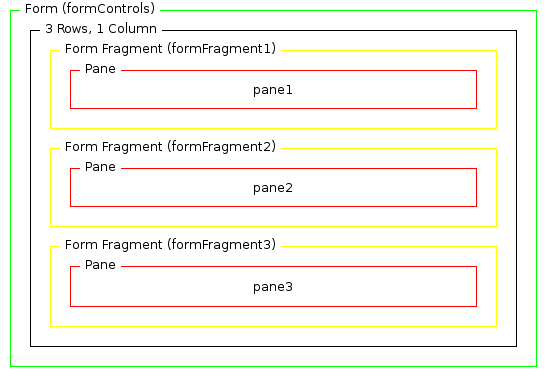 Form (formControls)
3 Rows, 1 Column
Form Fragment (formFragment1)
Pane
pane1
Form Fragment (formFragment2)
Pane
pane2
Form Fragment (formFragment3)
Pane
pane3